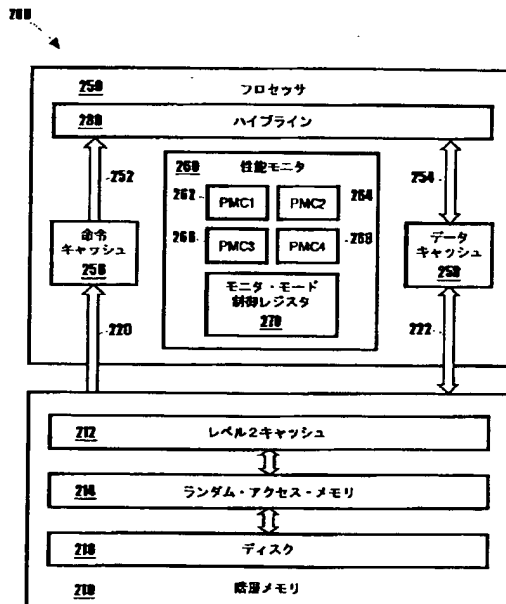 200
250 フロセッサ
280 ハイブライン
252
260 性能モニタ
254
262 PMC1 PMC2 264
266 PMC3 PMC4 268
命令
キャッシュ
256
データ
キャッシュ
258
モニタ・モード
制御レジスタ
270
220
222
212 レベル2キャッシュ
214 ランダム・アクセス・メモリ
216 ディスク
210 階層メモリ